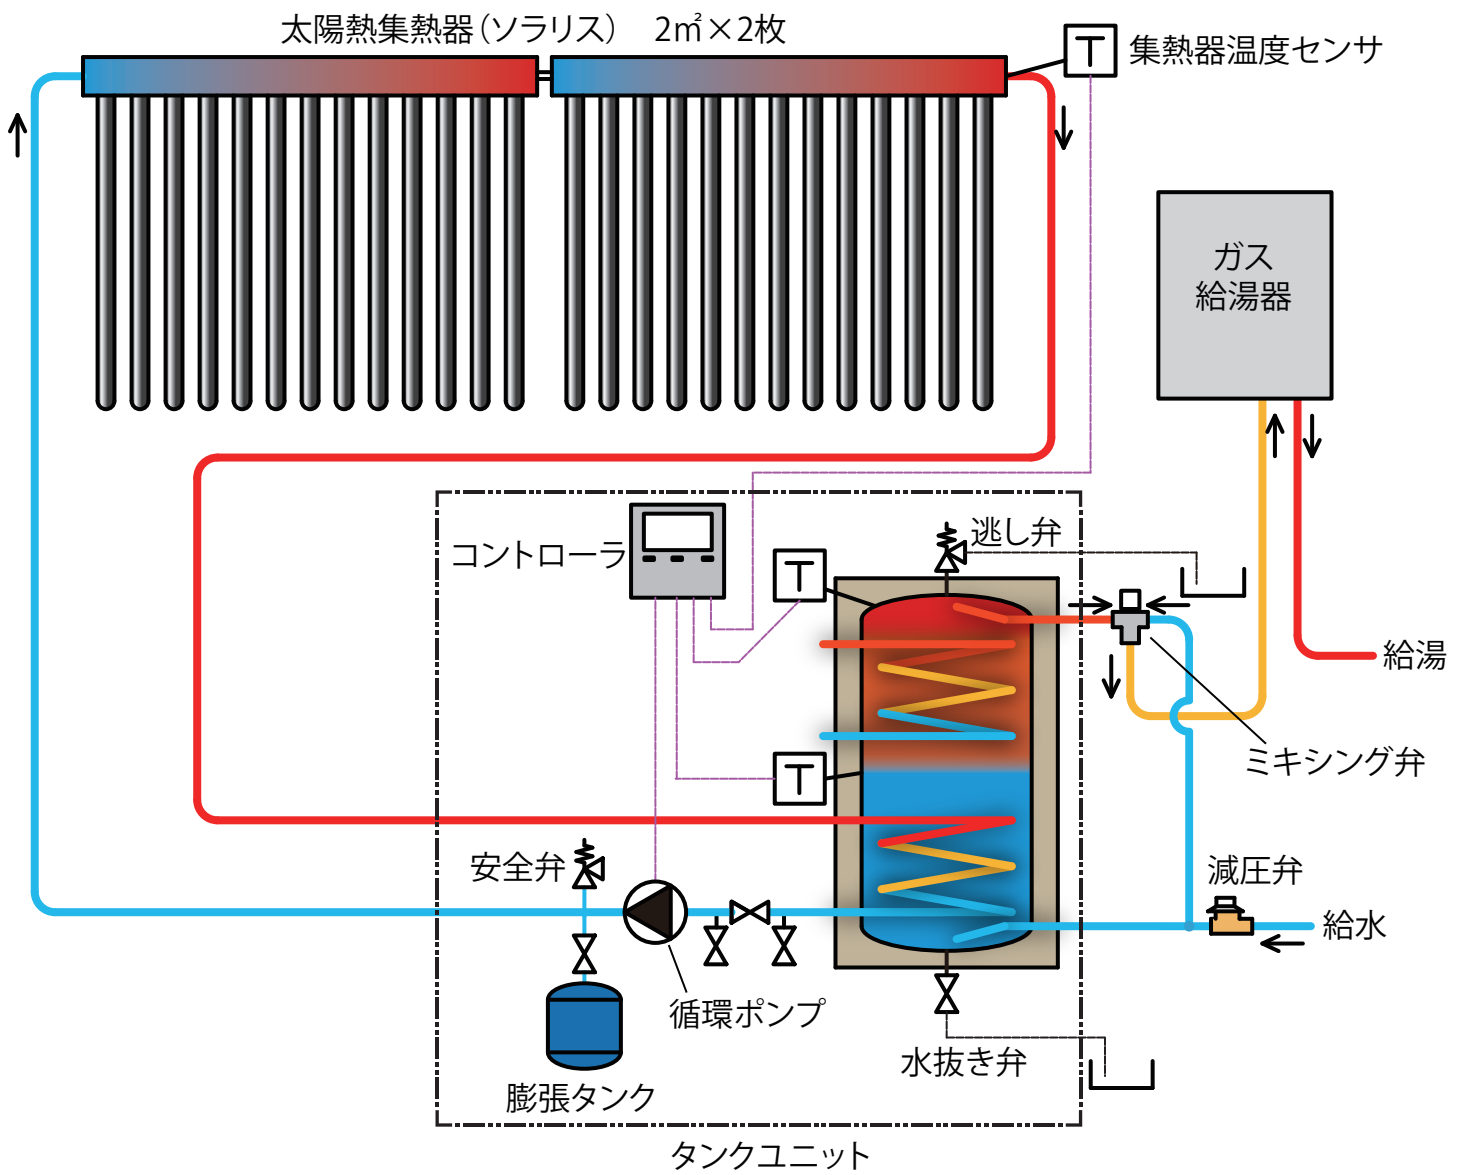 太陽熱集熱器(ソラリス) 2㎡×2枚
T
集熱器温度センサ
ガス
給湯器
コントローラ
逃し弁
T
給湯
ミキシング弁
T
安全弁
減圧弁
給水
循環ポンプ
水抜き弁
膨張タンク
タンクユニット